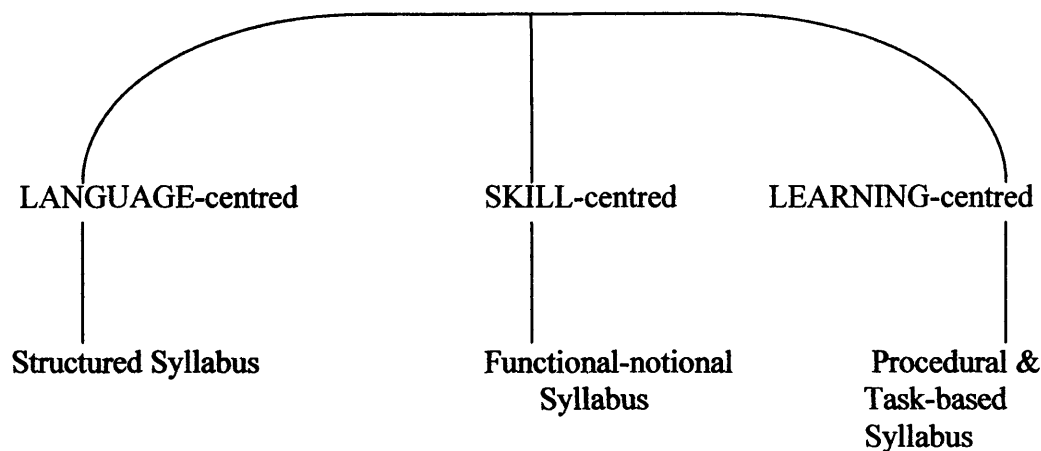 LANGUAGE-centred
SKILL-centred
LEARNING-centred
Structured Syllabus
Functional-notional
Syllabus
Procedural &
Task-based
Syllabus